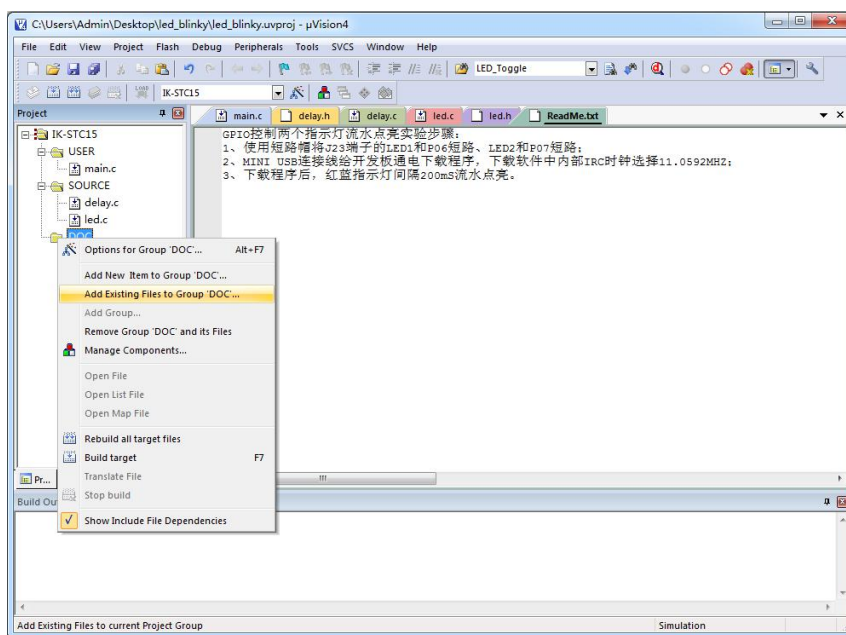 C:\Users\Admin\Desktop\led_blinky\led_blinky.uvproj - µVision4
File Edit View Project Flash Debug Peripherals Tools SVCS Window Help
LED_Toggle
IK-STC15
Project
main.c delay.h delay.c led.c led.h ReadMe.txt
IK-STC15
USER
main.c
SOURCE
delay.c
led.c
DOC
GPIO控制两个指示灯流水点亮实验步骤:
1、使用短路帽将J23端子的LED1和P06短路、LED2和P07短路;
2、MINI USB连接线给开发板通电下载程序,下载软件中内部IRC时钟选择11.0592MHZ;
3、下载程序后,红蓝指示灯间隔200mS流水点亮。
Options for Group 'DOC'... Alt+F7
Add New Item to Group 'DOC'...
Add Existing Files to Group 'DOC'...
Add Group...
Remove Group 'DOC' and its Files
Manage Components...
Open File
Open List File
Open Map File
Rebuild all target files
Build target F7
Translate File
Stop build
Show Include File Dependencies
Pr...
Build Ou
Add Existing Files to current Project Group Simulation